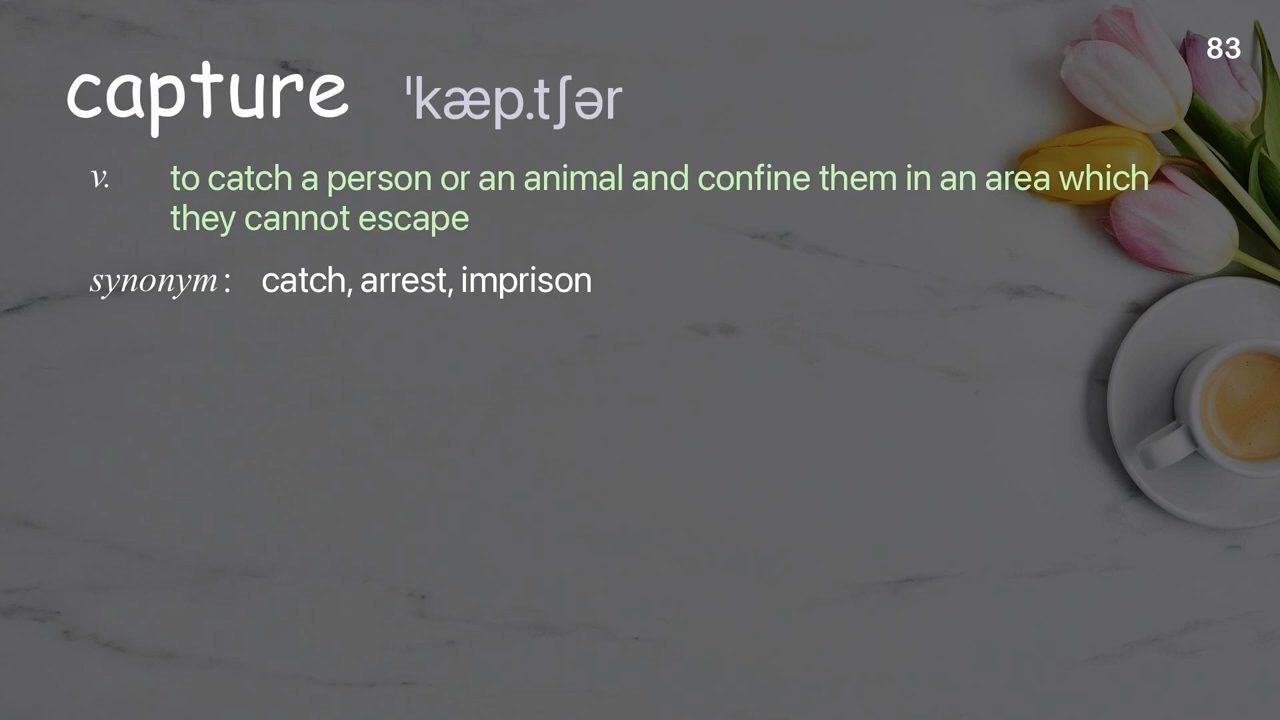 83
capture ˈkæp.tʃər
v. to catch a person or an animal and confine them in an area which
they cannot escape
synonym: catch, arrest, imprison